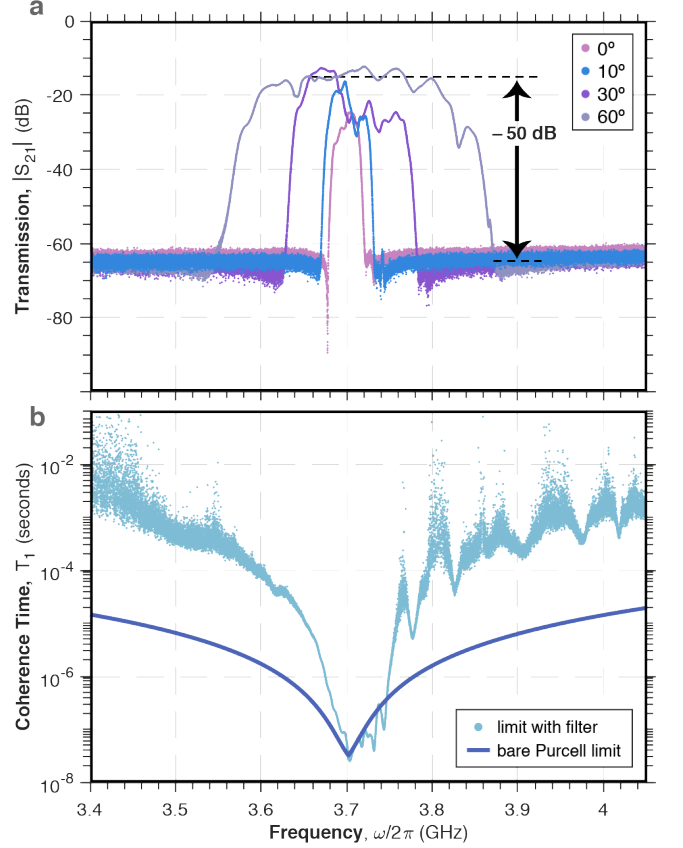 a
0
-20
-40
-60
-80
Transmission, |S21| (dB)
0º
10º
30º
60º
−50 dB
b
10-2
10-4
10-6
10-8
Coherence Time, T1 (seconds)
limit with filter
bare Purcell limit
3.4 3.5 3.6 3.7 3.8 3.9 4
Frequency, ω/2π (GHz)